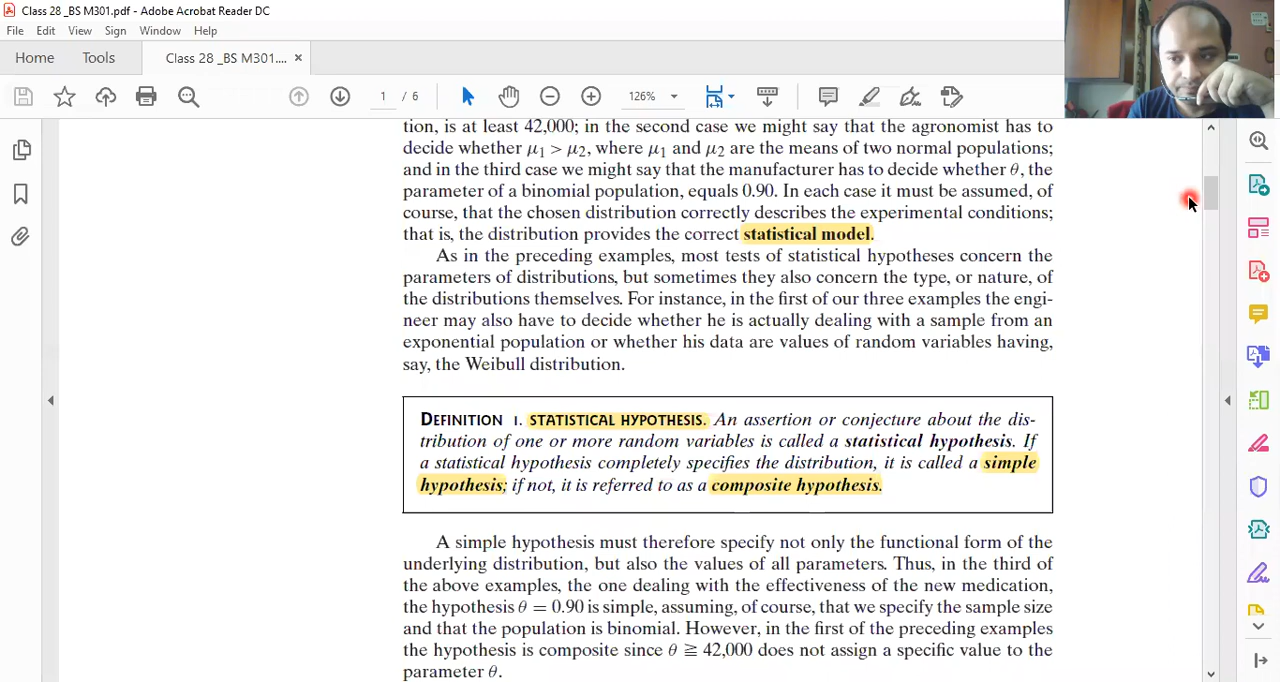 Class 28 _BS M301.pdf - Adobe Acrobat Reader DC
File Edit View Sign Window Help
Home Tools Class 28 _BS M301.... ×
1 / 6 126%
tion, is at least 42,000; in the second case we might say that the agronomist has to
decide whether μ₁ > μ₂, where μ₁ and μ₂ are the means of two normal populations;
and in the third case we might say that the manufacturer has to decide whether θ, the
parameter of a binomial population, equals 0.90. In each case it must be assumed, of
course, that the chosen distribution correctly describes the experimental conditions;
that is, the distribution provides the correct statistical model.
As in the preceding examples, most tests of statistical hypotheses concern the
parameters of distributions, but sometimes they also concern the type, or nature, of
the distributions themselves. For instance, in the first of our three examples the engi-
neer may also have to decide whether he is actually dealing with a sample from an
exponential population or whether his data are values of random variables having,
say, the Weibull distribution.
DEFINITION 1. STATISTICAL HYPOTHESIS. An assertion or conjecture about the dis-
tribution of one or more random variables is called a statistical hypothesis. If
a statistical hypothesis completely specifies the distribution, it is called a simple
hypothesis; if not, it is referred to as a composite hypothesis.
A simple hypothesis must therefore specify not only the functional form of the
underlying distribution, but also the values of all parameters. Thus, in the third of
the above examples, the one dealing with the effectiveness of the new medication,
the hypothesis θ = 0.90 is simple, assuming, of course, that we specify the sample size
and that the population is binomial. However, in the first of the preceding examples
the hypothesis is composite since θ ≧ 42,000 does not assign a specific value to the
parameter θ.